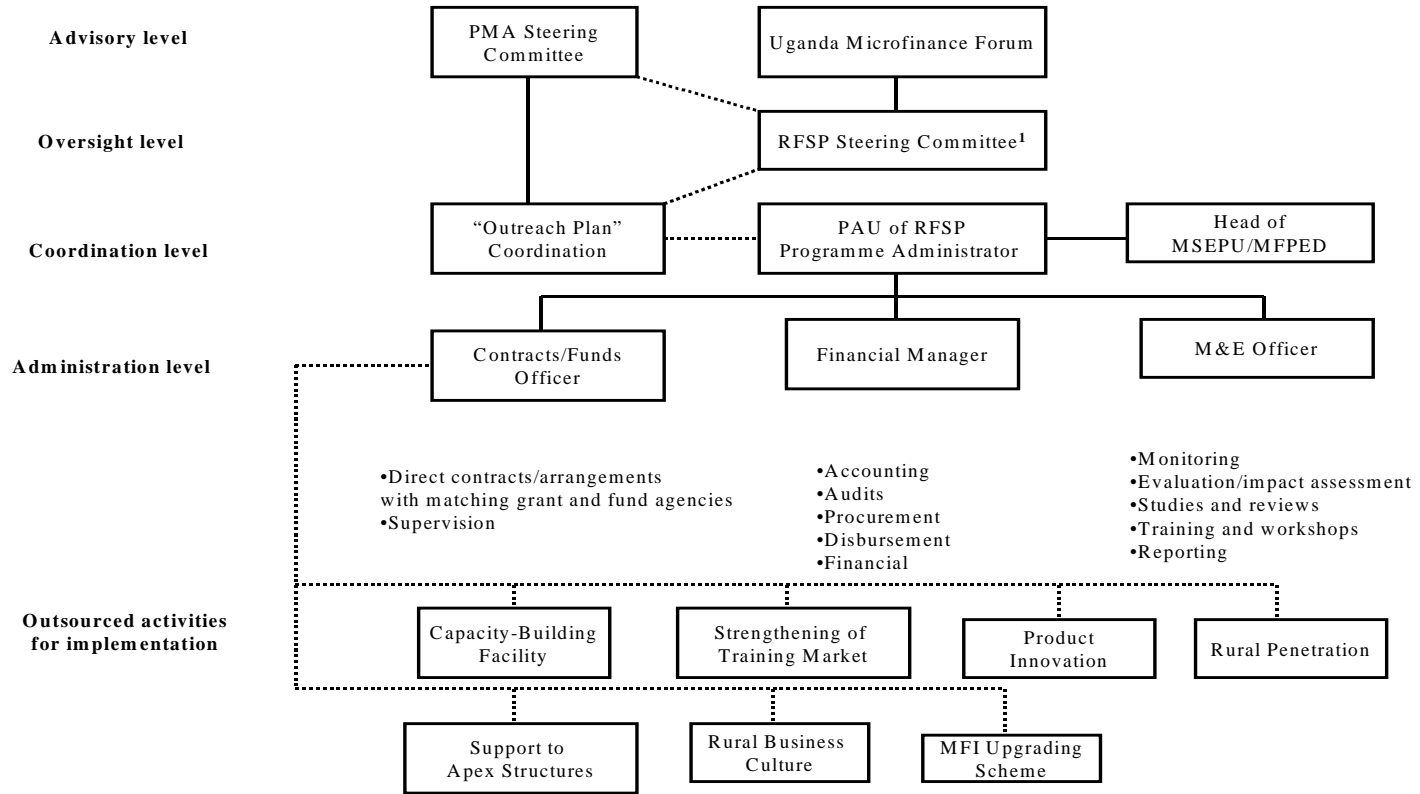 Advisory level
PMA Steering
Committee
Uganda Microfinance Forum
Oversight level
RFSP Steering Committee1
Coordination level
“Outreach Plan”
Coordination
PAU of RFSP
Programme Administrator
Head of
MSEPU/MFPED
Administration level
Contracts/Funds
Officer
Financial Manager
M&E Officer
•Direct contracts/arrangements
with matching grant and fund agencies
•Supervision
•Accounting
•Audits
•Procurement
•Disbursement
•Financial
•Monitoring
•Evaluation/impact assessment
•Studies and reviews
•Training and workshops
•Reporting
Outsourced activities
for implementation
Capacity-Building
Facility
Strengthening of
Training Market
Product
Innovation
Rural Penetration
Support to
Apex Structures
Rural Business
Culture
MFI Upgrading
Scheme